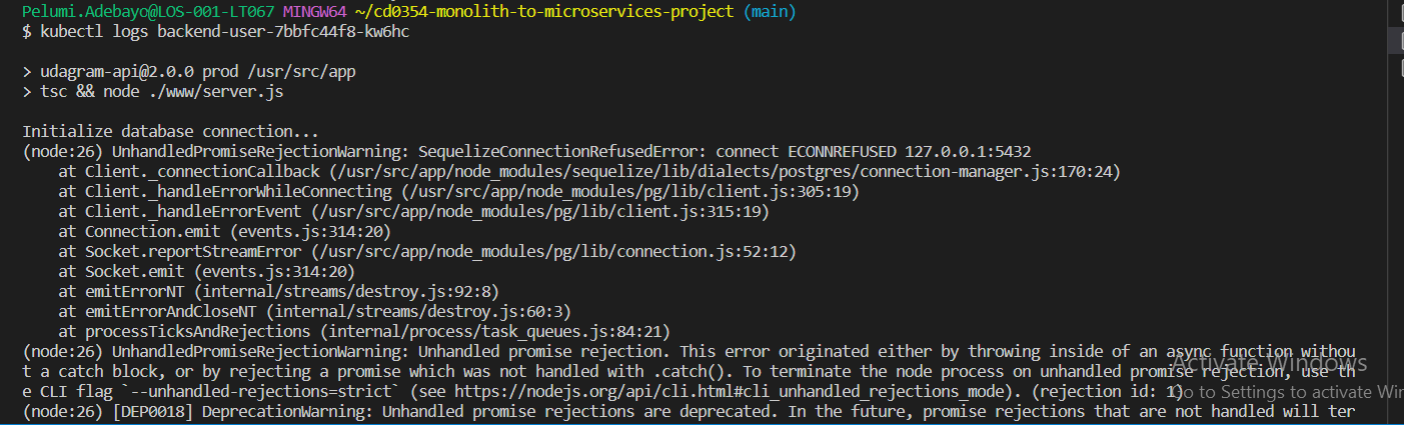 Pelumi.Adebayo@LOS-001-LT067 MINGW64 ~/cd0354-monolith-to-microservices-project (main)
$ kubectl logs backend-user-7bbfc44f8-kw6hc
> udagram-api@2.0.0 prod /usr/src/app
> tsc && node ./www/server.js
Initialize database connection...
(node:26) UnhandledPromiseRejectionWarning: SequelizeConnectionRefusedError: connect ECONNREFUSED 127.0.0.1:5432
    at Client._connectionCallback (/usr/src/app/node_modules/sequelize/lib/dialects/postgres/connection-manager.js:170:24)
    at Client._handleErrorWhileConnecting (/usr/src/app/node_modules/pg/lib/client.js:305:19)
    at Client._handleErrorEvent (/usr/src/app/node_modules/pg/lib/client.js:315:19)
    at Connection.emit (events.js:314:20)
    at Socket.reportStreamError (/usr/src/app/node_modules/pg/lib/connection.js:52:12)
    at Socket.emit (events.js:314:20)
    at emitErrorNT (internal/streams/destroy.js:92:8)
    at emitErrorAndCloseNT (internal/streams/destroy.js:60:3)
    at processTicksAndRejections (internal/process/task_queues.js:84:21)
(node:26) UnhandledPromiseRejectionWarning: Unhandled promise rejection. This error originated either by throwing inside of an async function withou
t a catch block, or by rejecting a promise which was not handled with .catch(). To terminate the node process on unhandled promise rejection, use th
e CLI flag `--unhandled-rejections=strict` (see https://nodejs.org/api/cli.html#cli_unhandled_rejections_mode). (rejection id: 1)
(node:26) [DEP0018] DeprecationWarning: Unhandled promise rejections are deprecated. In the future, promise rejections that are not handled will ter
Activate Windows
Go to Settings to activate Win